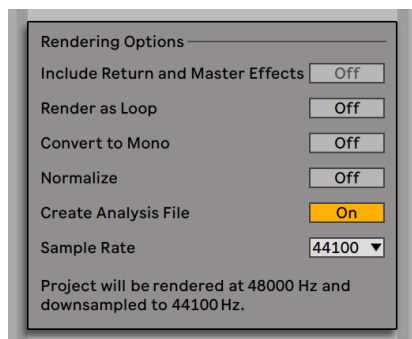 Rendering Options
Include Return and Master Effects Off
Render as Loop Off
Convert to Mono Off
Normalize Off
Create Analysis File On
Sample Rate 44100
Project will be rendered at 48000 Hz and
downsampled to 44100 Hz.